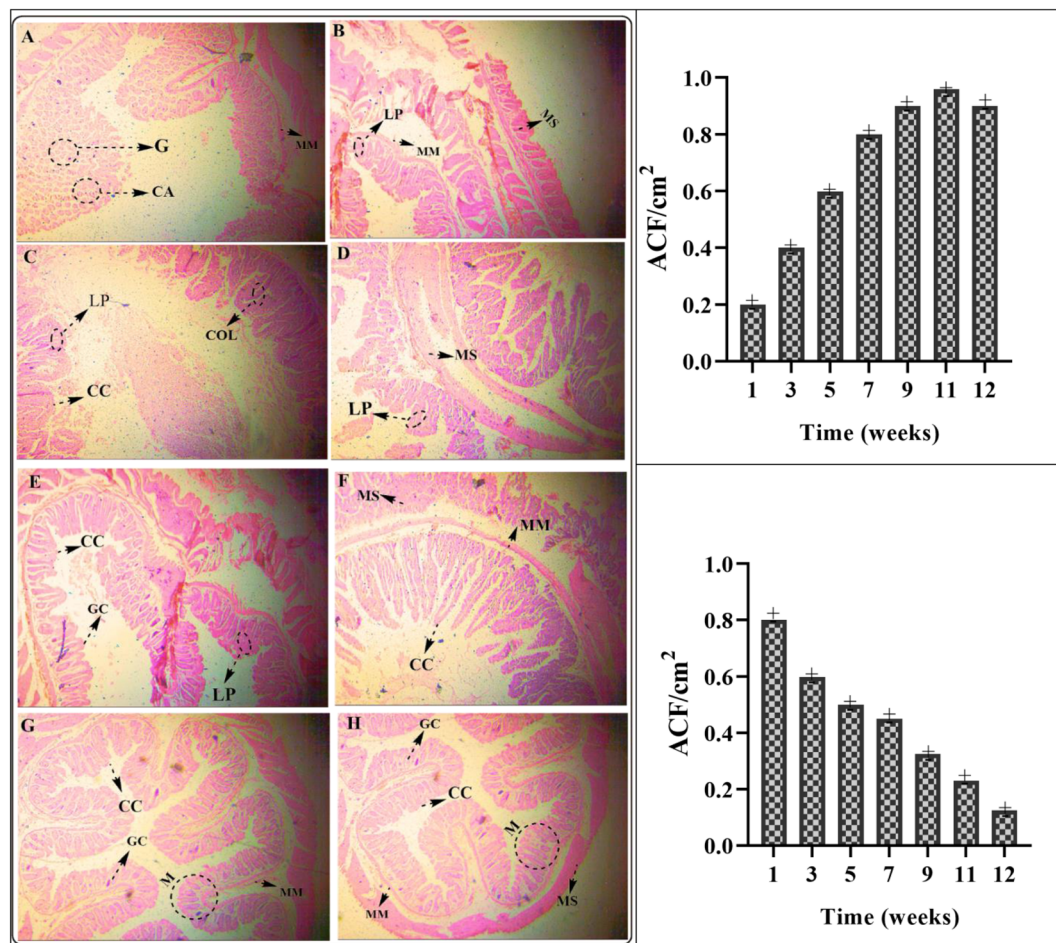 A
G
CA
MM
B
LP
MM
MS
C
LP
CC
COL
D
MS
LP
E
CC
GC
LP
F
MS
MM
CC
G
CC
GC
M
MM
H
GC
CC
M
MM
MS
ACF/cm²
1.0
0.8
0.6
0.4
0.2
0.0
1 3 5 7 9 11 12
Time (weeks)
ACF/cm²
1.0
0.8
0.6
0.4
0.2
0.0
1 3 5 7 9 11 12
Time (weeks)